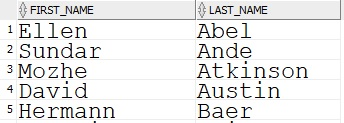 FIRST_NAME LAST_NAME
1 Ellen Abel
2 Sundar Ande
3 Mozhe Atkinson
4 David Austin
5 Hermann Baer